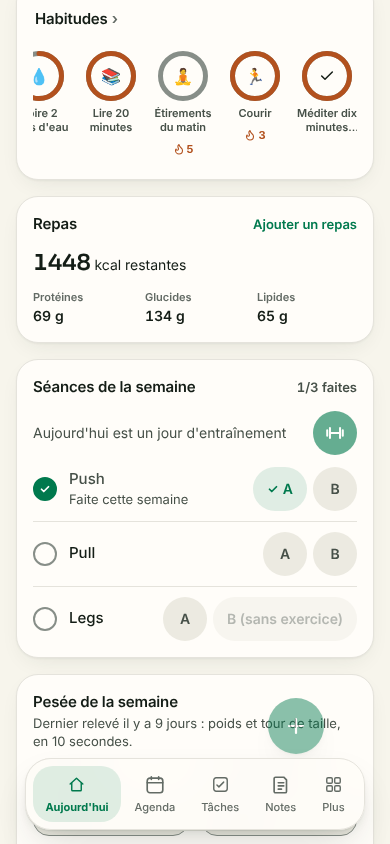 Habitudes ›
Lire 20
minutes
Étirements
du matin
5
Courir
3
Méditer dix
minutes...
s d'eau
Repas
Ajouter un repas
1448 kcal restantes
Protéines
Glucides
Lipides
69 g
134 g
65 g
Séances de la semaine
1/3 faites
Aujourd'hui est un jour d'entraînement
Push
Faite cette semaine
A
B
Pull
A
B
Legs
A
B (sans exercice)
Pesée de la semaine
Dernier relevé il y a 9 jours : poids et tour de taille,
en 10 secondes.
Aujourd'hui
Agenda
Tâches
Notes
Plus